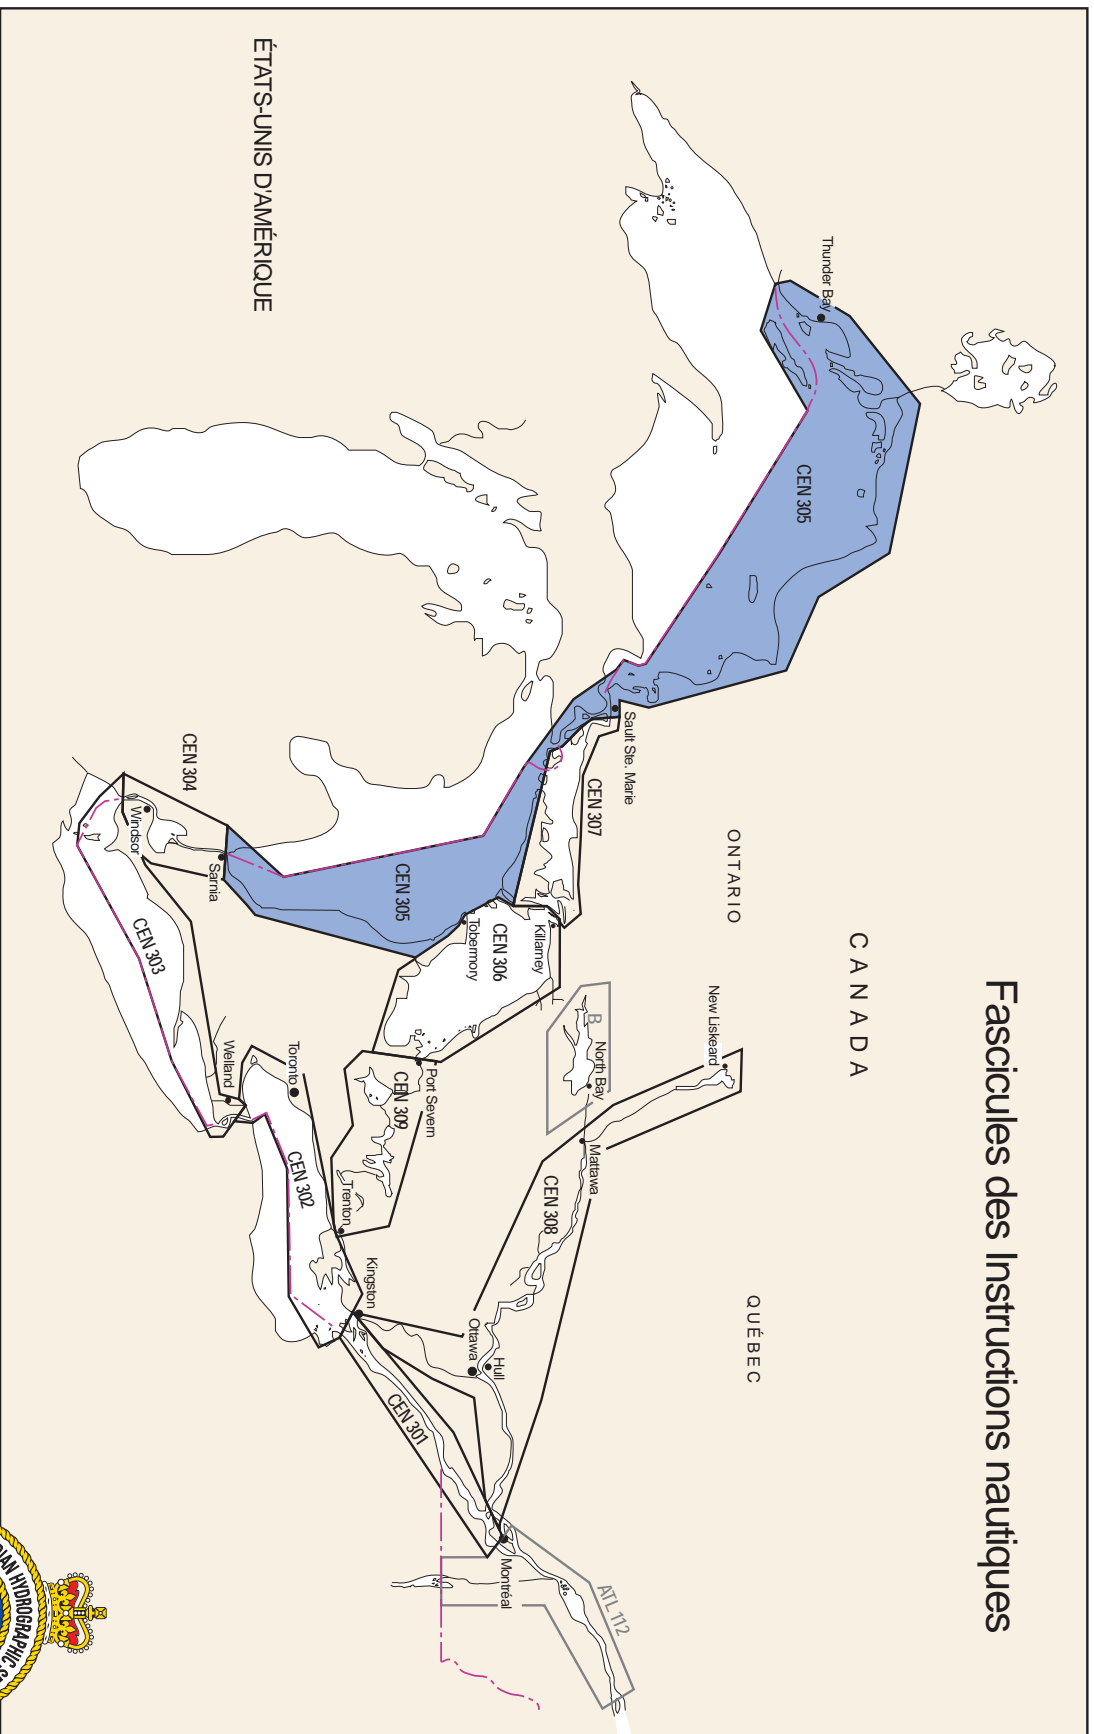 Fascicules des Instructions nautiques
CANADA
ONTARIO
QUÉBEC
ÉTATS-UNIS D'AMÉRIQUE
Thunder Bay
CEN 305
Sault Ste. Marie
CEN 307
New Liskeard
B
North Bay
Mattawa
CEN 308
Killarney
CEN 306
Tobermory
CEN 305
Port Severn
CEN 309
Trenton
Kingston
Ottawa
Hull
CEN 301
Montréal
ATL 112
CEN 304
Windsor
Sarnia
CEN 303
Welland
Toronto
CEN 302
HYDROGRAPHIC